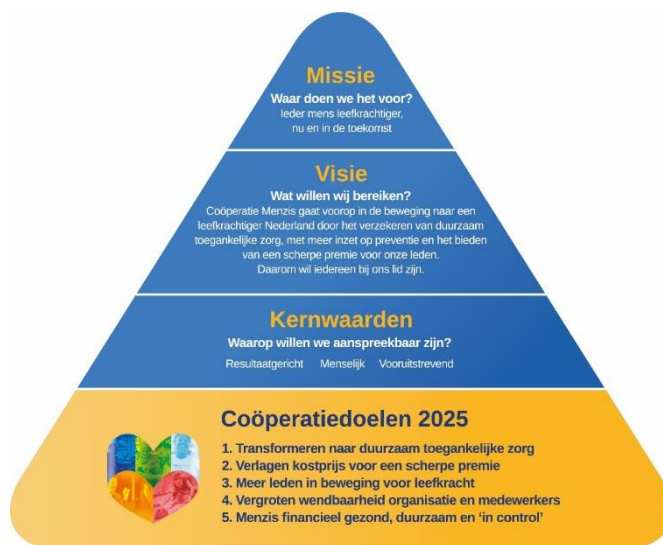 Missie
Waar doen we het voor?
Ieder mens leefkrachtiger,
nu en in de toekomst
Visie
Wat willen wij bereiken?
Coöperatie Menzis gaat voorop in de beweging naar een
leefkrachtiger Nederland door het verzekeren van duurzaam
toegankelijke zorg, met meer inzet op preventie en het bieden
van een scherpe premie voor onze leden.
Daarom wil iedereen bij ons lid zijn.
Kernwaarden
Waarop willen we aanspreekbaar zijn?
Resultaatgericht Menselijk Vooruitstrevend
Coöperatiedoelen 2025
1. Transformeren naar duurzaam toegankelijke zorg
2. Verlagen kostprijs voor een scherpe premie
3. Meer leden in beweging voor leefkracht
4. Vergroten wendbaarheid organisatie en medewerkers
5. Menzis financieel gezond, duurzaam en ‘in control’